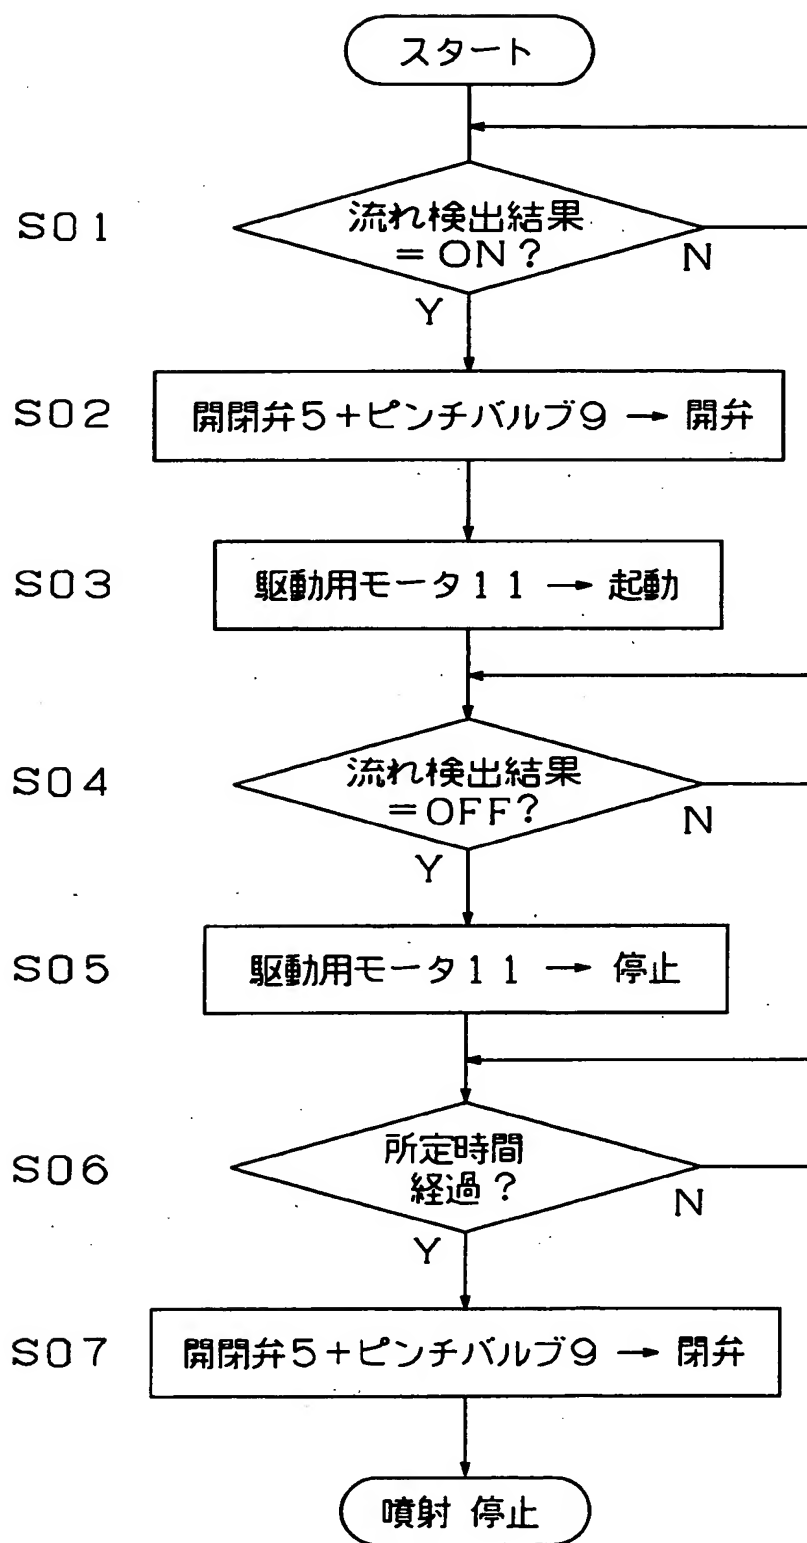 スタート
S01
流れ検出結果
=ON?
N
Y
S02
開閉弁5+ピンチバルブ9 → 開弁
S03
駆動用モータ11 → 起動
S04
流れ検出結果
=OFF?
N
Y
S05
駆動用モータ11 → 停止
S06
所定時間
経過?
N
Y
S07
開閉弁5+ピンチバルブ9 → 閉弁
噴射 停止